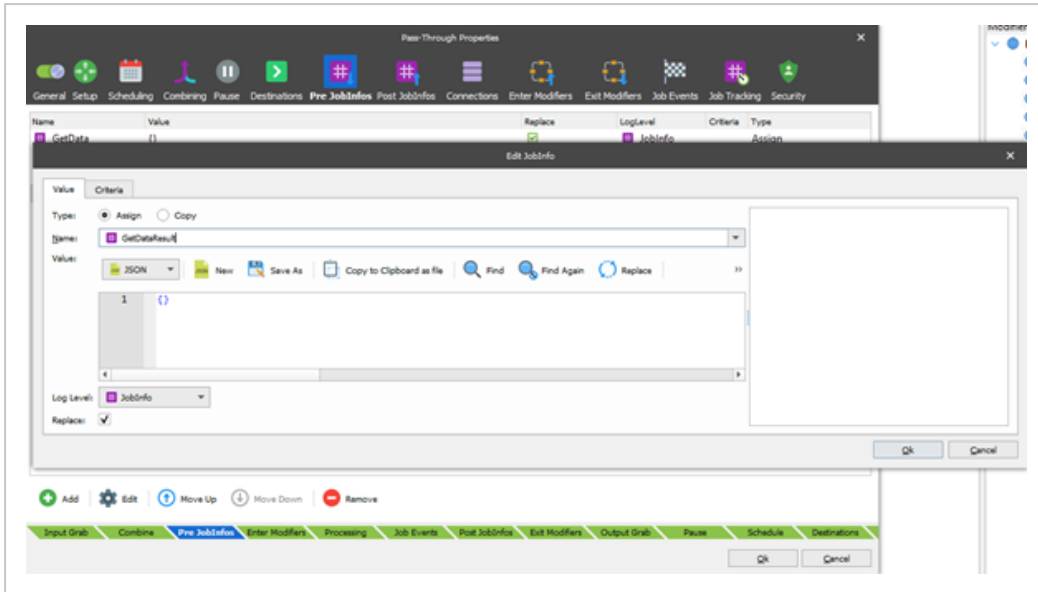 Pass-Through Properties
General Setup Scheduling Combining Pause Destinations Pre JobInfos Post JobInfos Connections Enter Modifiers Exit Modifiers Job Events Job Tracking Security
Name Value Replace LogLevel Criteria Type
GetData {} JobInfo Assign
Edit JobInfo
Value Criteria
Type: Assign Copy
Name: GetDataResult
Value:
JSON New Save As Copy to Clipboard as file Find Find Again Replace »
1 {}
Log Level: JobInfo
Replace:
Ok Cancel
Add Edit Move Up Move Down Remove
Input Grab Combine Pre JobInfos Enter Modifiers Processing Job Events Post JobInfos Exit Modifiers Output Grab Pause Schedule Destinations
Ok Cancel